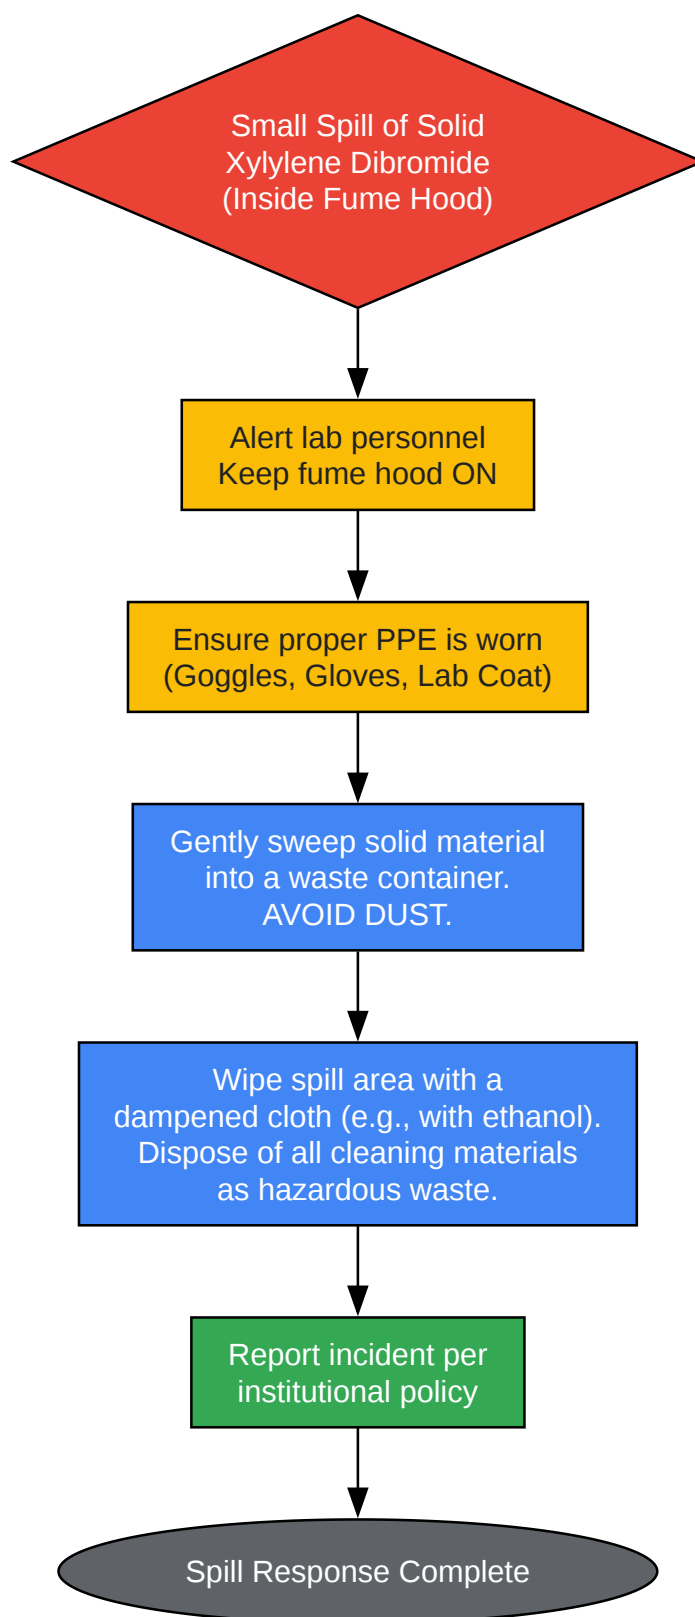 Small Spill of Solid
Xylylene Dibromide
(Inside Fume Hood)
Alert lab personnel
Keep fume hood ON
Ensure proper PPE is worn
(Goggles, Gloves, Lab Coat)
Gently sweep solid material
into a waste container.
AVOID DUST.
Wipe spill area with a
dampened cloth (e.g., with ethanol).
Dispose of all cleaning materials
as hazardous waste.
Report incident per
institutional policy
Spill Response Complete